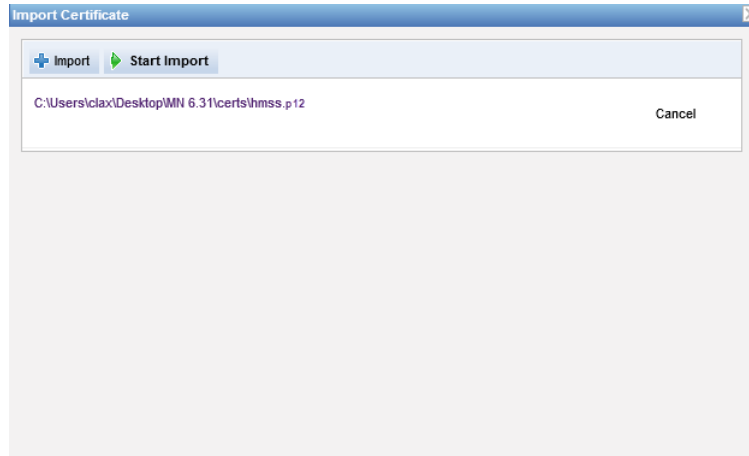 Import Certificate
Import Start Import
C:\Users\clax\Desktop\MN 6.31\certs\hmss.p12
Cancel